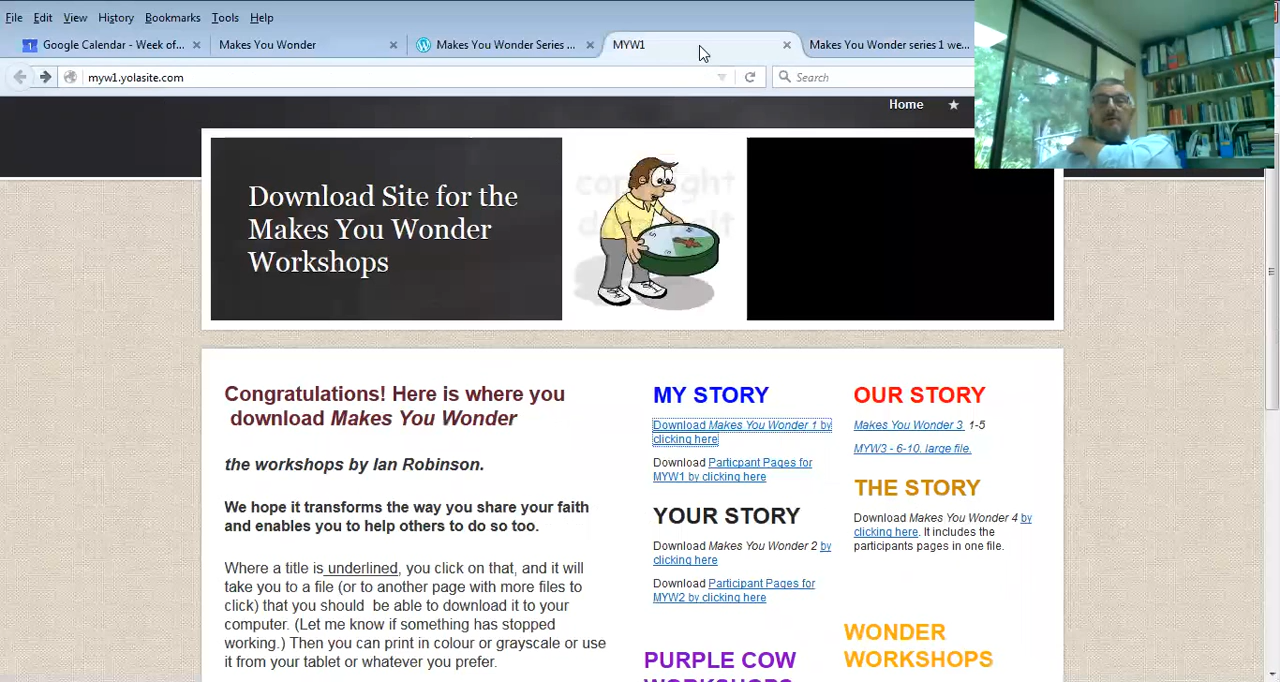 File Edit View History Bookmarks Tools Help
Google Calendar - Week of... × Makes You Wonder × Makes You Wonder Series ... × MYW1 × Makes You Wonder series 1 we...
myw1.yolasite.com Search
Home ★
Download Site for the
Makes You Wonder
Workshops
copyright
Congratulations! Here is where you
download Makes You Wonder
the workshops by Ian Robinson.
We hope it transforms the way you share your faith
and enables you to help others to do so too.
Where a title is underlined, you click on that, and it will
take you to a file (or to another page with more files to
click) that you should be able to download it to your
computer. (Let me know if something has stopped
working.) Then you can print in colour or grayscale or use
it from your tablet or whatever you prefer.
MY STORY
Download Makes You Wonder 1 by
clicking here
Download Particpant Pages for
MYW1 by clicking here
YOUR STORY
Download Makes You Wonder 2 by
clicking here
Download Participant Pages for
MYW2 by clicking here
PURPLE COW
WORKSHOPS
OUR STORY
Makes You Wonder 3. 1-5
MYW3 - 6-10. large file.
THE STORY
Download Makes You Wonder 4 by
clicking here. It includes the
participants pages in one file.
WONDER
WORKSHOPS